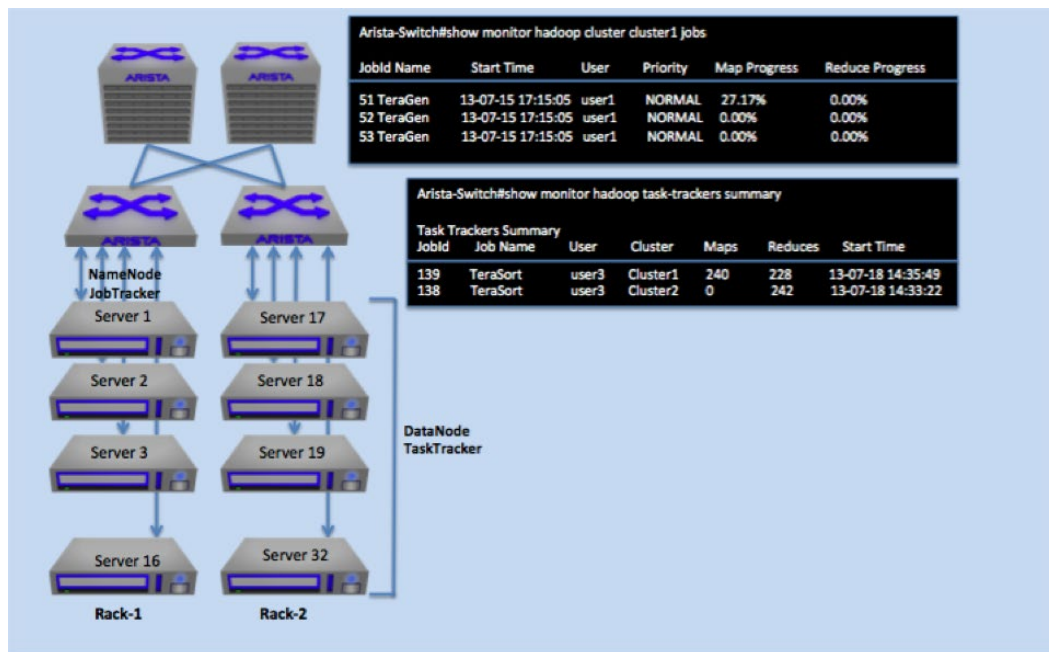 Arista-Switch#show monitor hadoop cluster cluster1 jobs
JobId Name Start Time User Priority Map Progress Reduce Progress
51 TeraGen 13-07-15 17:15:05 user1 NORMAL 27.17% 0.00%
52 TeraGen 13-07-15 17:15:05 user1 NORMAL 0.00% 0.00%
53 TeraGen 13-07-15 17:15:05 user1 NORMAL 0.00% 0.00%
ARISTA ARISTA
Arista-Switch#show monitor hadoop task-trackers summary
Task Trackers Summary
JobId Job Name User Cluster Maps Reduces Start Time
139 TeraSort user3 Cluster1 240 228 13-07-18 14:35:49
138 TeraSort user3 Cluster2 0 242 13-07-18 14:33:22
ARISTA ARISTA
NameNode
JobTracker
Server 1 Server 17
Server 2 Server 18
Server 3 Server 19
DataNode
TaskTracker
Server 16 Server 32
Rack-1 Rack-2